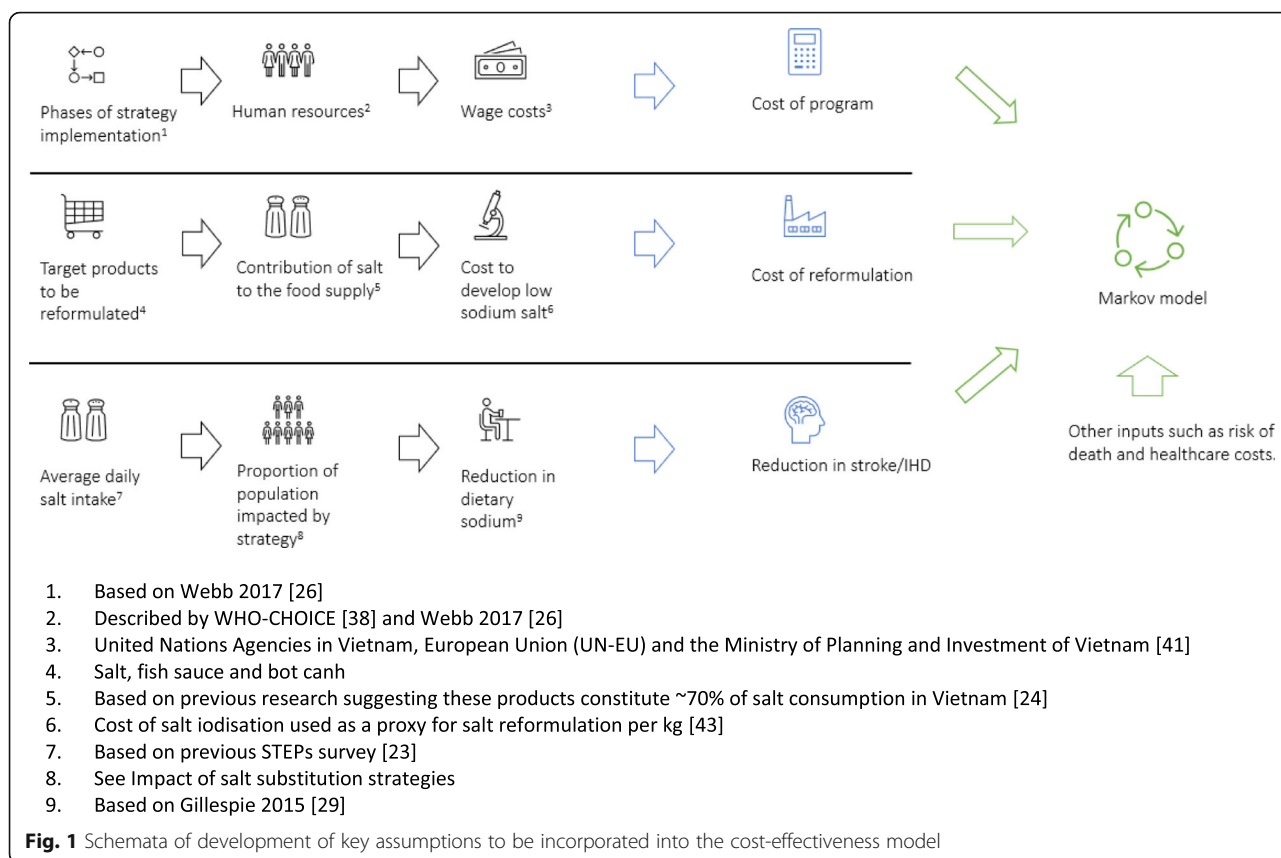 Phases of strategy
implementation1
Human resources2
Wage costs3
Cost of program
Target products
to be
reformulated4
Contribution of salt
to the food supply5
Cost to
develop low
sodium salt6
Cost of reformulation
Markov model
Average daily
salt intake7
Proportion of
population
impacted by
strategy8
Reduction in
dietary
sodium9
Reduction in stroke/IHD
Other inputs such as risk of
death and healthcare costs.
1. Based on Webb 2017 [26]
2. Described by WHO-CHOICE [38] and Webb 2017 [26]
3. United Nations Agencies in Vietnam, European Union (UN-EU) and the Ministry of Planning and Investment of Vietnam [41]
4. Salt, fish sauce and bot canh
5. Based on previous research suggesting these products constitute ~70% of salt consumption in Vietnam [24]
6. Cost of salt iodisation used as a proxy for salt reformulation per kg [43]
7. Based on previous STEPs survey [23]
8. See Impact of salt substitution strategies
9. Based on Gillespie 2015 [29]
Fig. 1 Schemata of development of key assumptions to be incorporated into the cost-effectiveness model